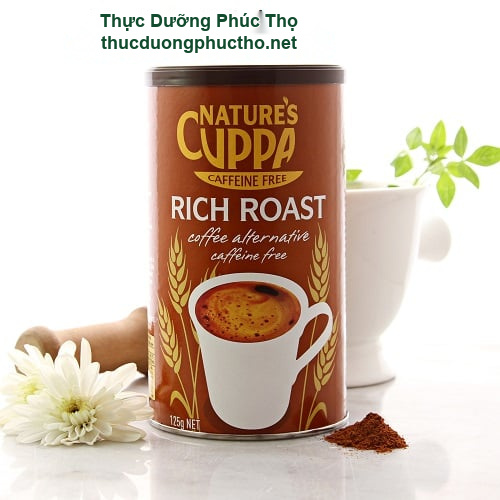 Thực Dưỡng Phúc Thọ
thucduongphuctho.net
NATURE'S
CUPPA
CAFFEINE FREE
RICH ROAST
coffee alternative
caffeine free
125g NET